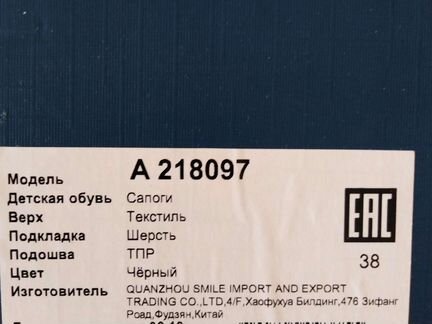 Модель А 218097
Детская обувь Сапоги
Верх Текстиль
Подкладка Шерсть
Подошва ТПР
Цвет Чёрный
Изготовитель QUANZHOU SMILE IMPORT AND EXPORT
TRADING CO.,LTD,4/F,Хаофухуа Билдинг,476 Зифанг
Роад,Фудзян,Китай
EAC
38